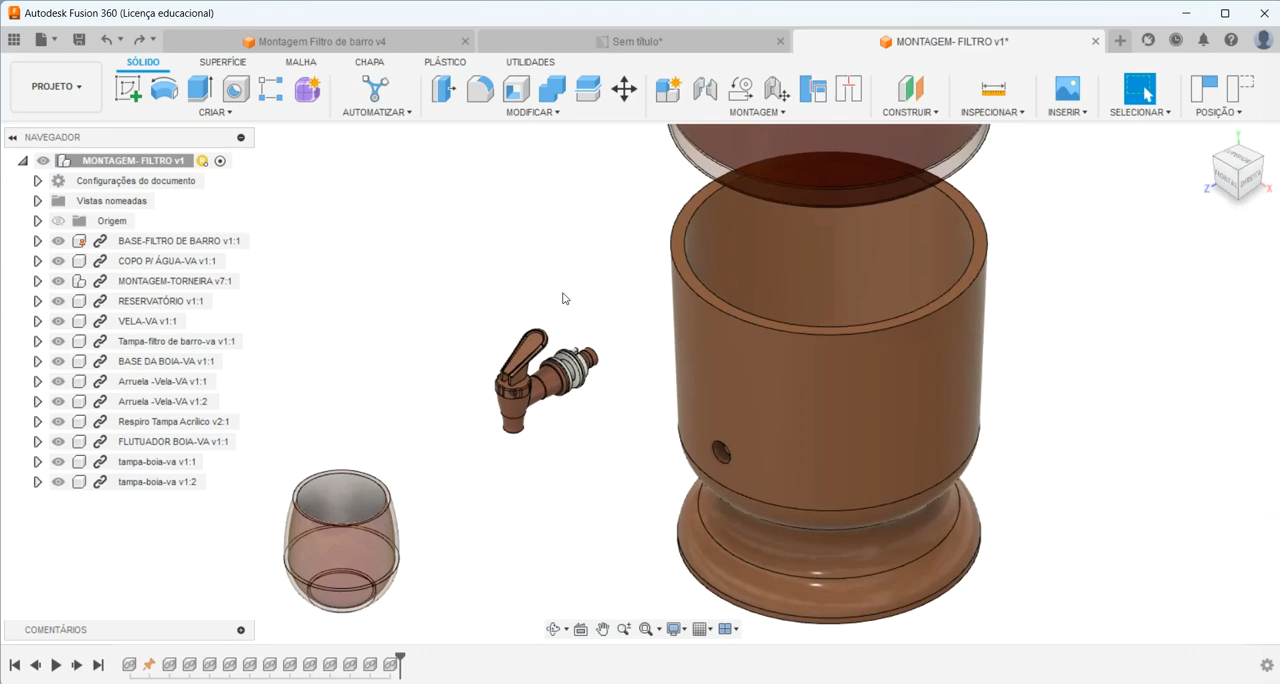 Autodesk Fusion 360 (Licença educacional)
Montagem Filtro de barro v4
Sem título*
MONTAGEM- FILTRO v1*
SÓLIDO
SUPERFÍCIE
MALHA
CHAPA
PLÁSTICO
UTILIDADES
PROJETO
CRIAR
AUTOMATIZAR
MODIFICAR
MONTAGEM
CONSTRUIR
INSPECIONAR
INSERIR
SELECIONAR
POSIÇÃO
NAVEGADOR
MONTAGEM- FILTRO v1
Configurações do documento
Vistas nomeadas
Origem
BASE-FILTRO DE BARRO v1:1
COPO P/ ÁGUA-VA v1:1
MONTAGEM-TORNEIRA v7:1
RESERVATÓRIO v1:1
VELA-VA v1:1
Tampa-filtro de barro-va v1:1
BASE DA BOIA-VA v1:1
Arruela -Vela-VA v1:1
Arruela -Vela-VA v1:2
Respiro Tampa Acrílico v2:1
FLUTUADOR BOIA-VA v1:1
tampa-boia-va v1:1
tampa-boia-va v1:2
Y
Z
X
DIREITA
COMENTÁRIOS